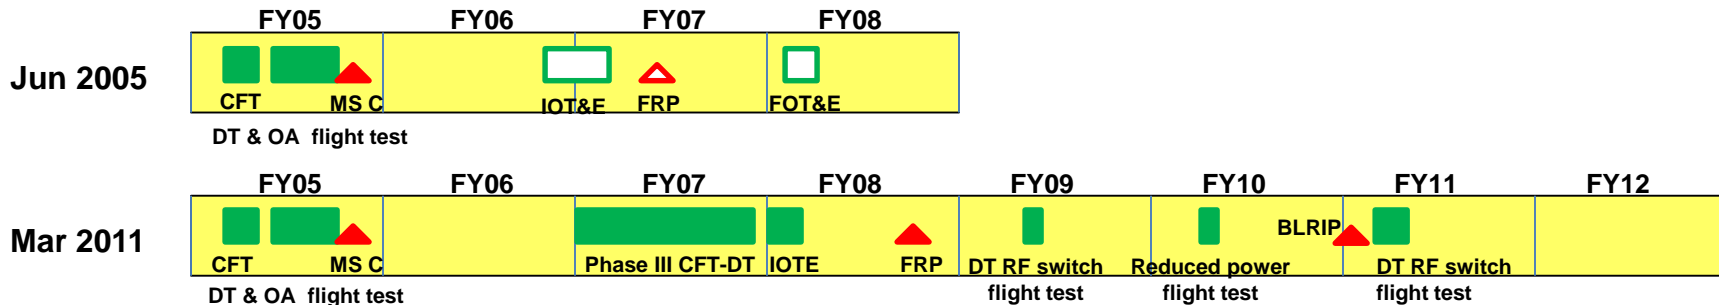 FY05 FY06 FY07 FY08
Jun 2005
CFT MS C IOT&E FRP FOT&E
DT & OA flight test
FY05 FY06 FY07 FY08 FY09 FY10 FY11 FY12
BLRIP
Mar 2011
CFT MS C Phase III CFT-DT IOTE FRP DT RF switch Reduced power DT RF switch
DT & OA flight test flight test flight test flight test